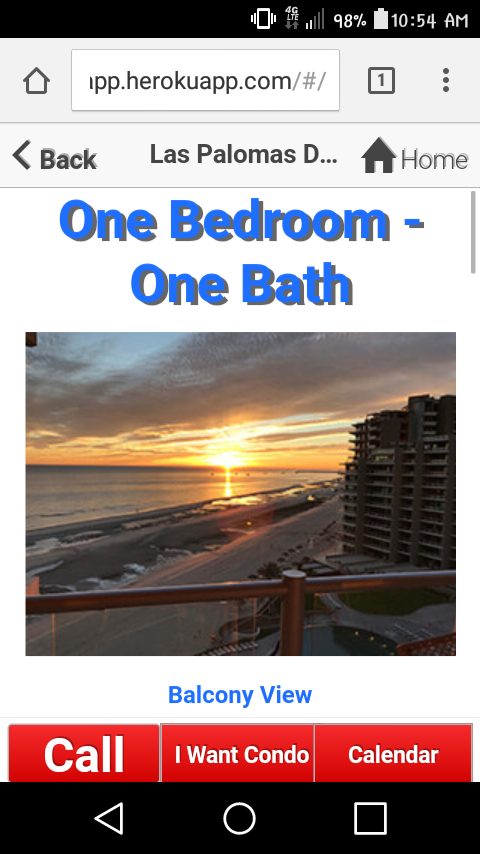 4G
LTE
98%
10:54 AM
app.herokuapp.com/#/
1
Back
Las Palomas D...
Home
One Bedroom -
One Bath
Balcony View
Call
I Want Condo
Calendar